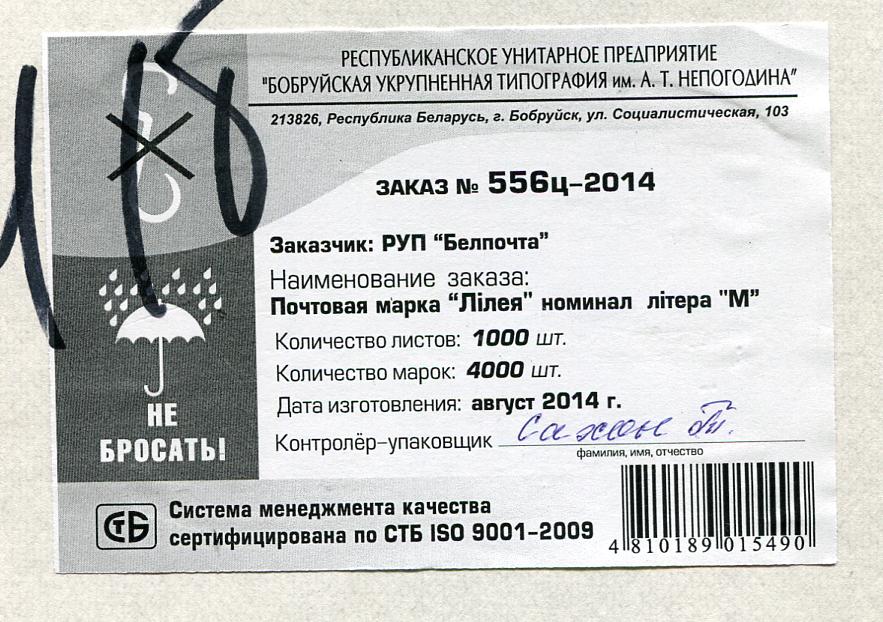 115
РЕСПУБЛИКАНСКОЕ УНИТАРНОЕ ПРЕДПРИЯТИЕ
"БОБРУЙСКАЯ УКРУПНЕННАЯ ТИПОГРАФИЯ им. А. Т. НЕПОГОДИНА"
213826, Республика Беларусь, г. Бобруйск, ул. Социалистическая, 103
ЗАКАЗ № 556ц-2014
Заказчик: РУП "Белпочта"
Наименование заказа:
Почтовая марка "Лілея" номинал літера "М"
Количество листов: 1000 шт.
Количество марок: 4000 шт.
Дата изготовления: август 2014 г.
Контролёр-упаковщик Сахон Т.
фамилия, имя, отчество
НЕ
БРОСАТЬ!
СТБ
Система менеджмента качества
сертифицирована по СТБ ISO 9001-2009
4 810189 015490